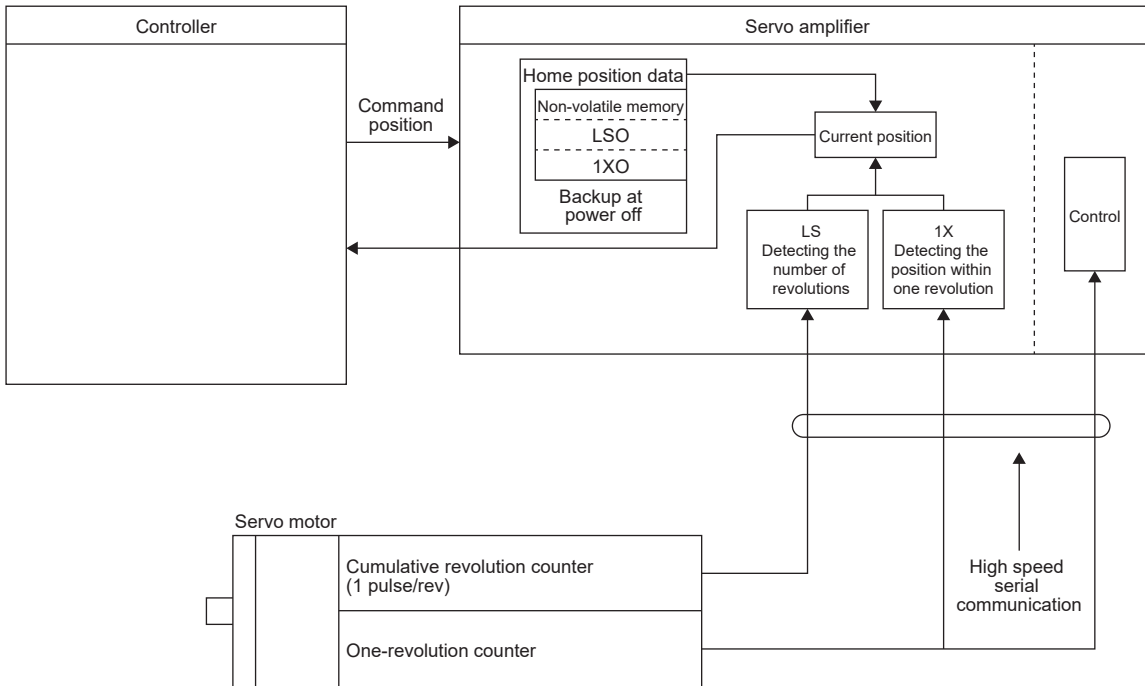 Controller
Servo amplifier
Command
position
Home position data
Non-volatile memory
LSO
1XO
Backup at
power off
Current position
LS
Detecting the
number of
revolutions
1X
Detecting the
position within
one revolution
Control
Servo motor
Cumulative revolution counter
(1 pulse/rev)
One-revolution counter
High speed
serial
communication